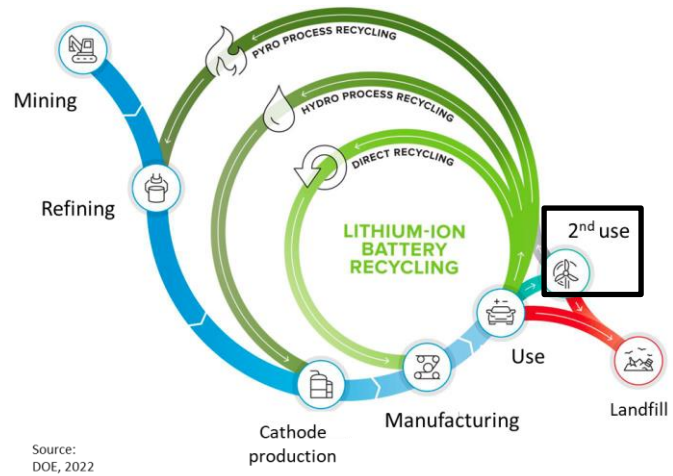 PYRO PROCESS RECYCLING
Mining
HYDRO PROCESS RECYCLING
DIRECT RECYCLING
Refining
LITHIUM-ION
BATTERY
RECYCLING
2nd use
Use
Landfill
Manufacturing
Cathode
production
Source:
DOE, 2022